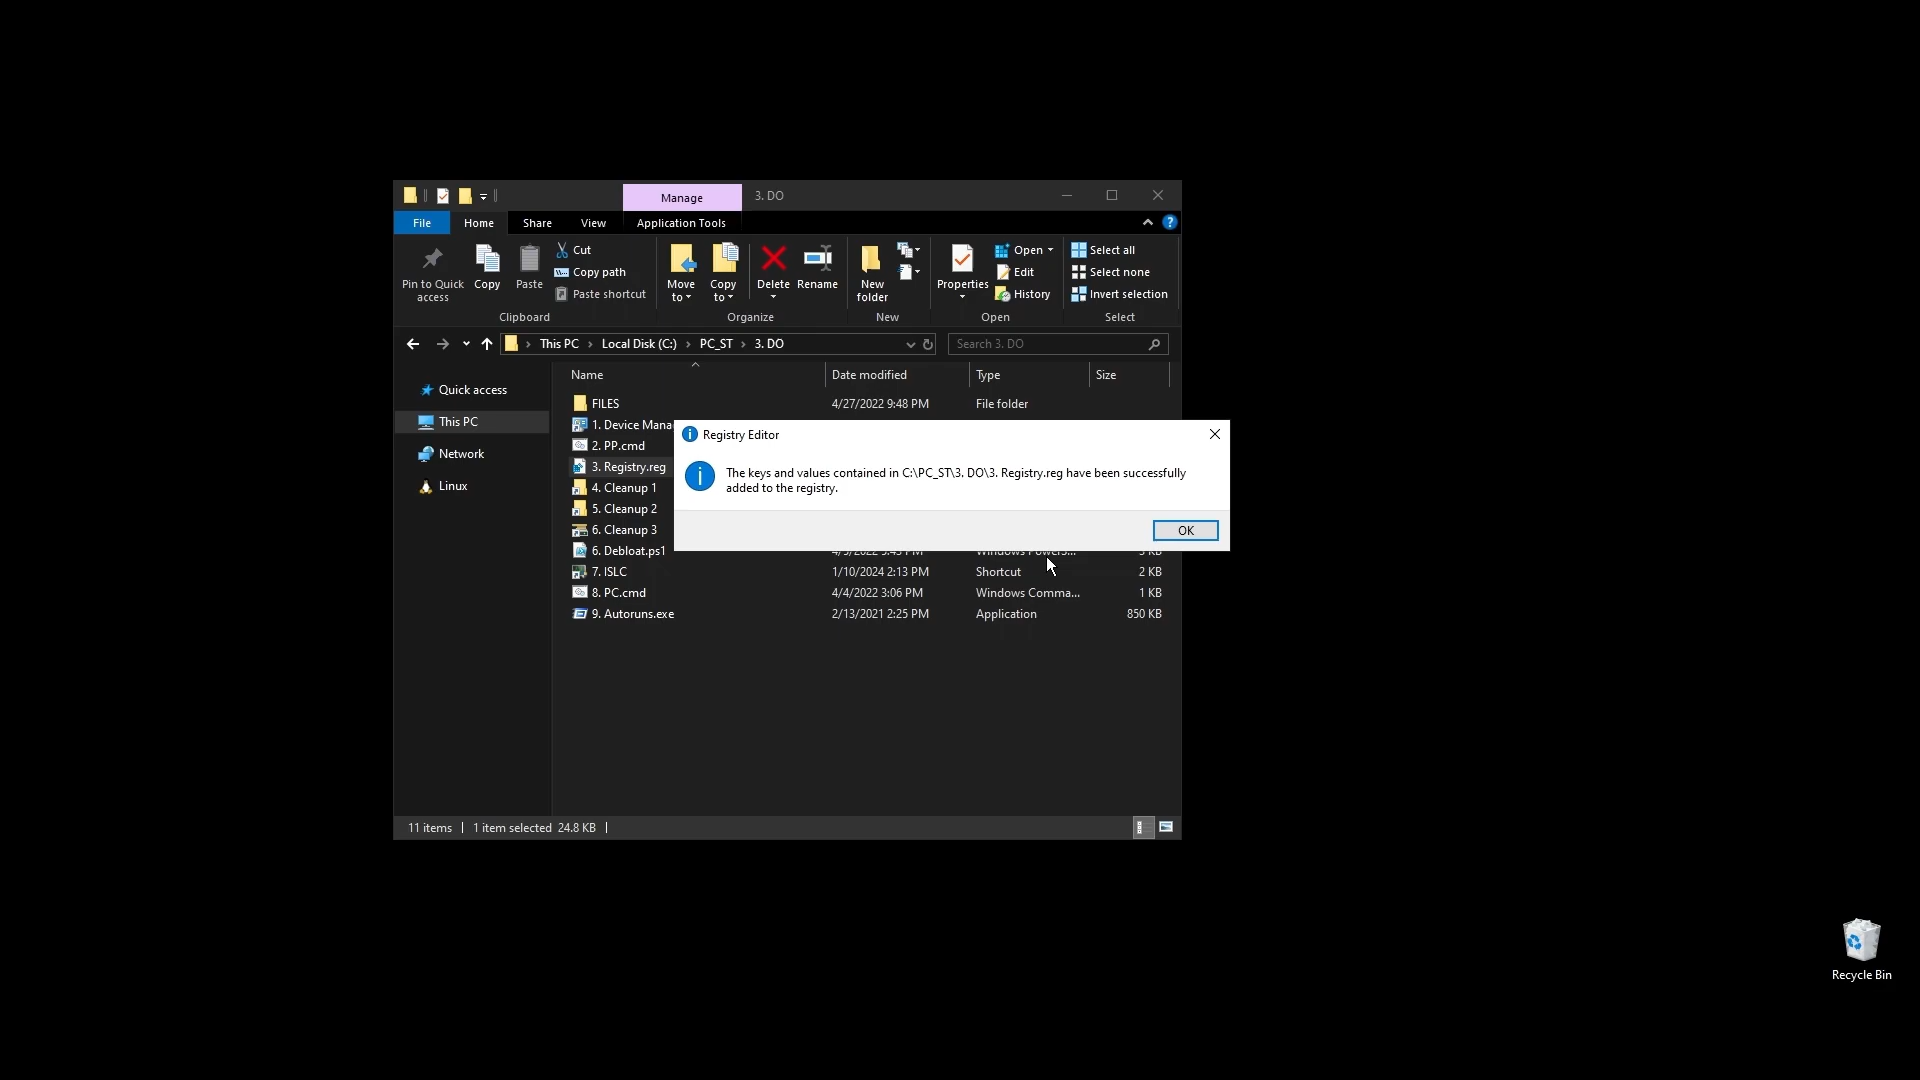 Manage
3. DO
File
Home
Share
View
Application Tools
Pin to Quick
access
Copy
Paste
Cut
Copy path
Paste shortcut
Clipboard
Move
to
Copy
to
Delete
Rename
Organize
New
folder
New
Properties
Open
Edit
History
Open
Select all
Select none
Invert selection
Select
This PC
Local Disk (C:)
PC_ST
3. DO
Search 3. DO
Quick access
This PC
Network
Linux
Name
Date modified
Type
Size
FILES 4/27/2022 9:48 PM File folder
1. Device Mana
2. PP.cmd
3. Registry.reg
4. Cleanup 1
5. Cleanup 2
6. Cleanup 3
6. Debloat.ps1
7. ISLC 1/10/2024 2:13 PM Shortcut 2 KB
8. PC.cmd 4/4/2022 3:06 PM Windows Comma... 1 KB
9. Autoruns.exe 2/13/2021 2:25 PM Application 850 KB
Registry Editor
The keys and values contained in C:\PC_ST\3. DO\3. Registry.reg have been successfully
added to the registry.
OK
11 items
1 item selected 24.8 KB
Recycle Bin